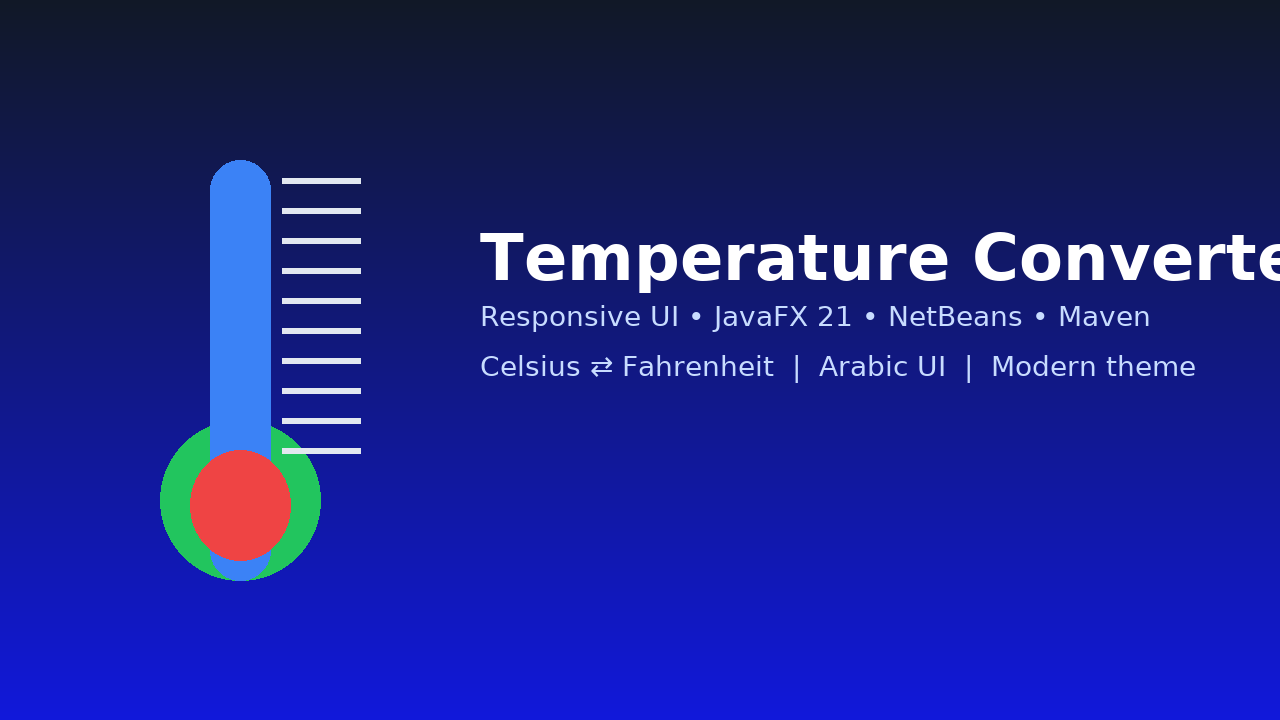 Temperature Converte
Responsive UI • JavaFX 21 • NetBeans • Maven
Celsius ⇄ Fahrenheit | Arabic UI | Modern theme